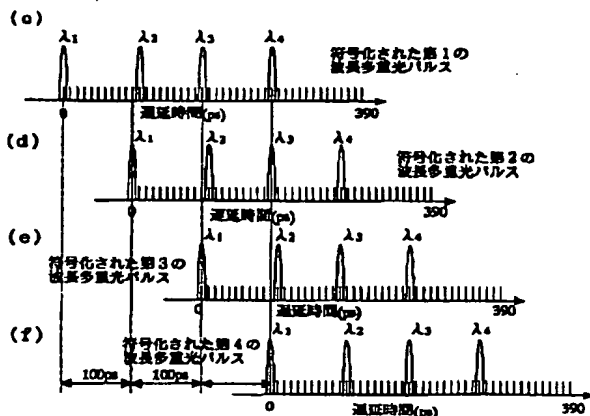 (c)
λ1 λ2 λ3 λ4
符号化された第1の
波長多重光パルス
0 遅延時間(ps) 390
(d)
λ1 λ2 λ3 λ4
符号化された第2の
波長多重光パルス
0 遅延時間(ps) 390
(e)
λ1 λ2 λ3 λ4
符号化された第3の
波長多重光パルス
0 遅延時間(ps) 390
(f)
λ1 λ2 λ3 λ4
符号化された第4の
波長多重光パルス
100ps 100ps
0 遅延時間(ps) 390